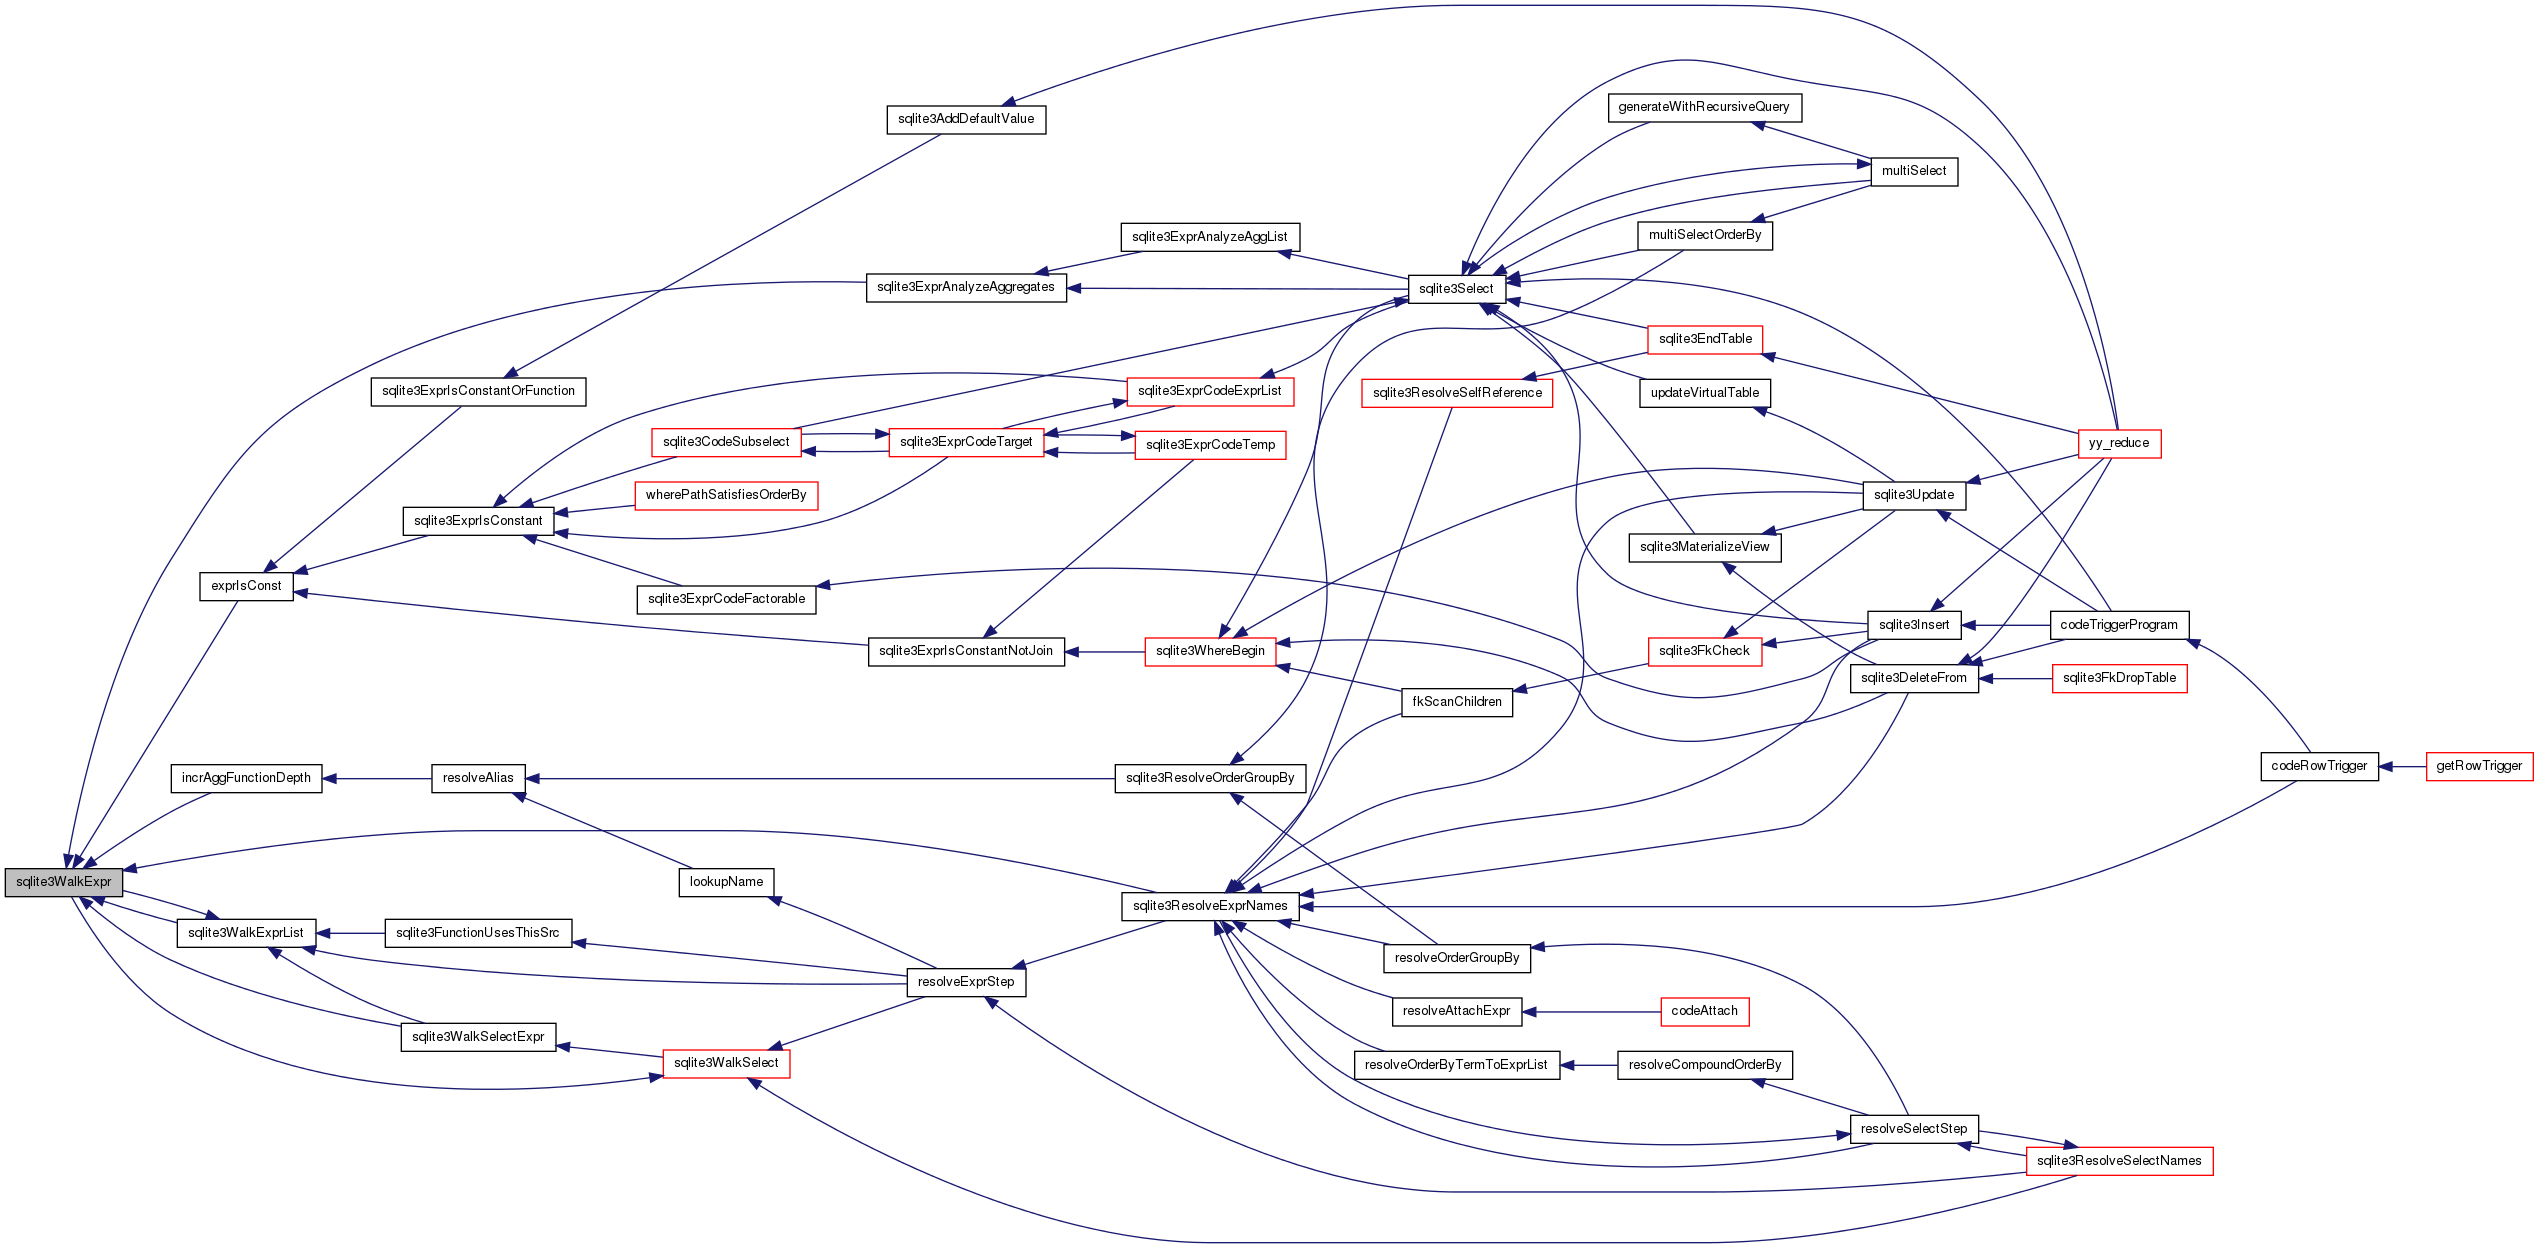 sqlite3AddDefaultValue
generateWithRecursiveQuery
multiSelect
sqlite3ExprAnalyzeAggList
multiSelectOrderBy
sqlite3ExprAnalyzeAggregates
sqlite3Select
sqlite3EndTable
sqlite3ExprIsConstantOrFunction
sqlite3ExprCodeExprList
sqlite3ResolveSelfReference
updateVirtualTable
sqlite3CodeSubselect
sqlite3ExprCodeTarget
sqlite3ExprCodeTemp
yy_reduce
wherePathSatisfiesOrderBy
sqlite3Update
sqlite3ExprIsConstant
sqlite3MaterializeView
exprIsConst
sqlite3ExprCodeFactorable
sqlite3Insert
codeTriggerProgram
sqlite3ExprIsConstantNotJoin
sqlite3WhereBegin
sqlite3FkCheck
sqlite3DeleteFrom
sqlite3FkDropTable
fkScanChildren
incrAggFunctionDepth
resolveAlias
sqlite3ResolveOrderGroupBy
codeRowTrigger
getRowTrigger
sqlite3WalkExpr
lookupName
sqlite3ResolveExprNames
sqlite3WalkExprList
sqlite3FunctionUsesThisSrc
resolveOrderGroupBy
resolveExprStep
resolveAttachExpr
codeAttach
sqlite3WalkSelectExpr
sqlite3WalkSelect
resolveOrderByTermToExprList
resolveCompoundOrderBy
resolveSelectStep
sqlite3ResolveSelectNames